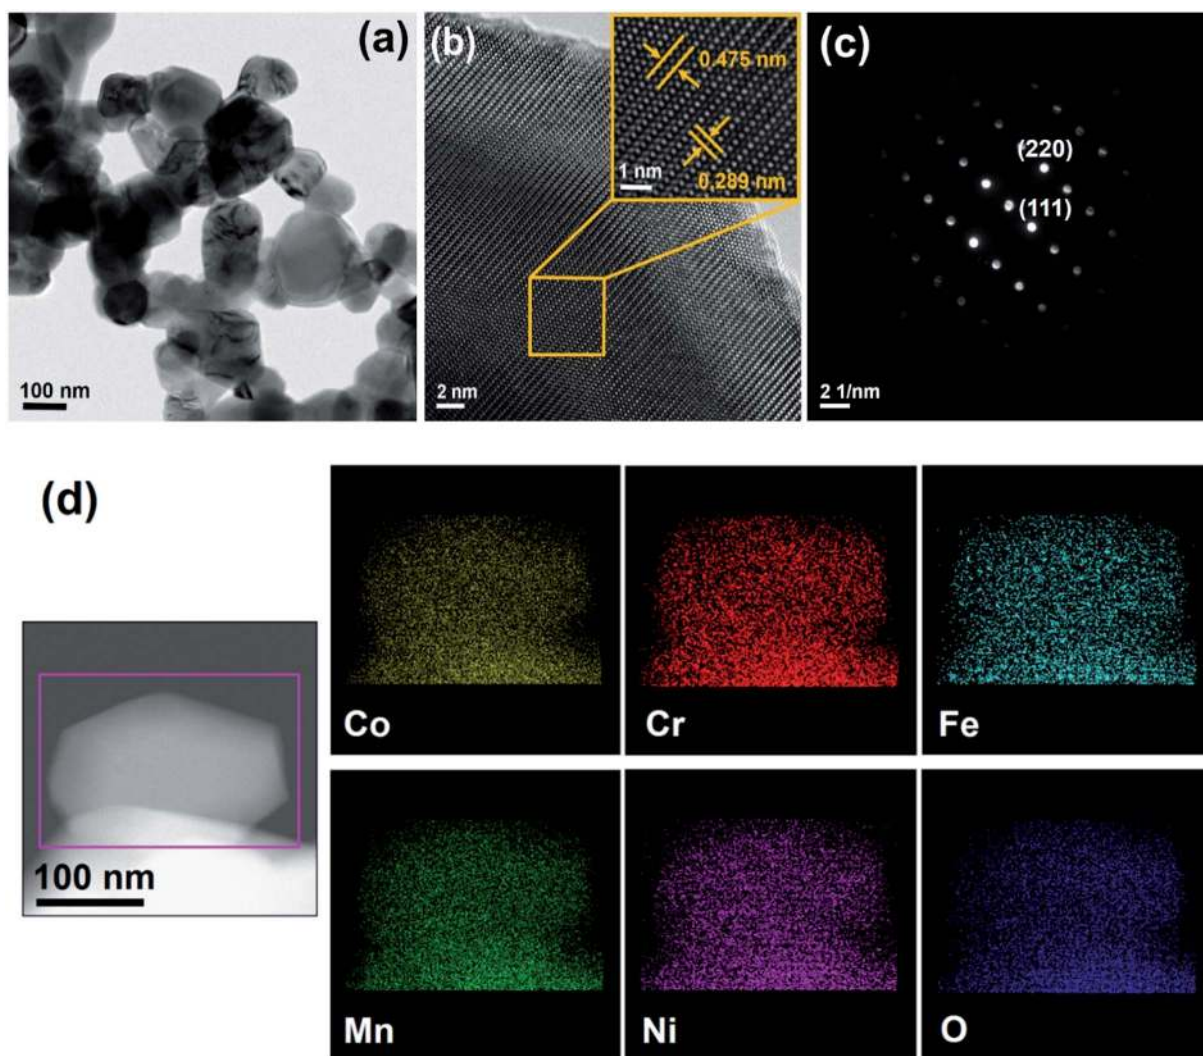 (a)
100 nm
(b)
0.475 nm
1 nm
0.289 nm
2 nm
(c)
(220)
(111)
2 1/nm
(d)
100 nm
Co
Cr
Fe
Mn
Ni
O